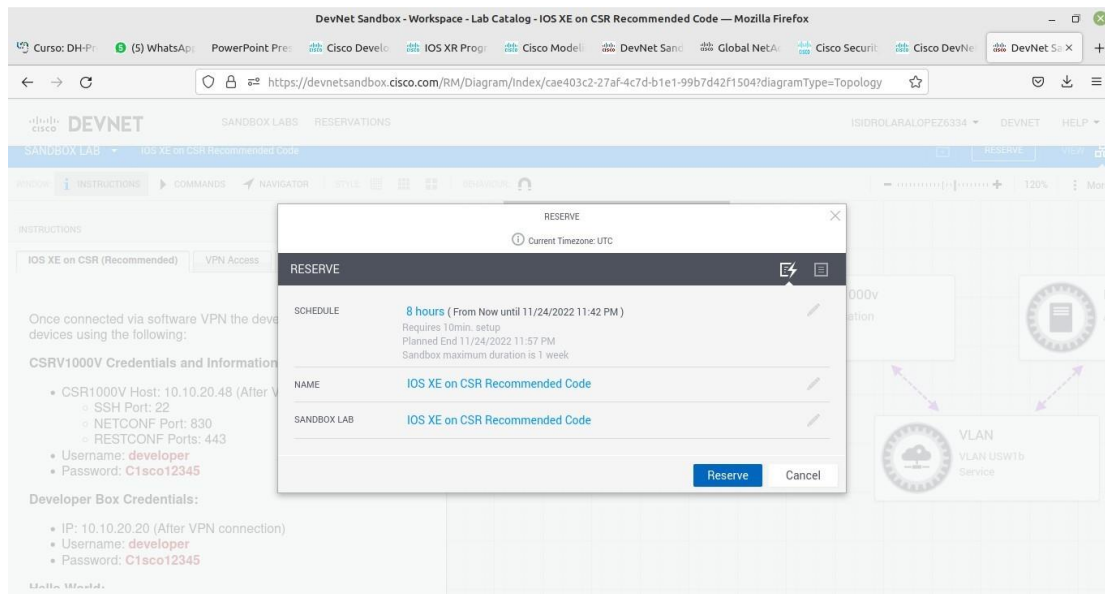 DevNet Sandbox - Workspace - Lab Catalog - IOS XE on CSR Recommended Code — Mozilla Firefox
Curso: DH-Pr
(5) WhatsAp
PowerPoint Pres
Cisco Develo
IOS XR Progr
Cisco Modeli
DevNet Sand
Global NetAc
Cisco Securit
Cisco DevNe
DevNet Sa
https://devnetsandbox.cisco.com/RM/Diagram/Index/cae403c2-27af-4c7d-b1e1-99b7d42f1504?diagramType=Topology
CISCO DEVNET
SANDBOX LABS RESERVATIONS
ISIDROLARALOPEZ6334 DEVNET HELP
SANDBOX LAB IOS XE on CSR Recommended Code
RESERVE VIEW
INSTRUCTIONS COMMANDS NAVIGATOR STYLE
120% Mor
INSTRUCTIONS
IOS XE on CSR (Recommended) VPN Access
Once connected via software VPN the deve
devices using the following:
CSRV1000V Credentials and Information
CSR1000V Host: 10.10.20.48 (After V
SSH Port: 22
NETCONF Port: 830
RESTCONF Ports: 443
Username: developer
Password: C1sco12345
Developer Box Credentials:
IP: 10.10.20.20 (After VPN connection)
Username: developer
Password: C1sco12345
Hello World:
RESERVE
Current Timezone: UTC
RESERVE
SCHEDULE
8 hours ( From Now until 11/24/2022 11:42 PM )
Requires 10min. setup
Planned End 11/24/2022 11:57 PM
Sandbox maximum duration is 1 week
NAME
IOS XE on CSR Recommended Code
SANDBOX LAB
IOS XE on CSR Recommended Code
Reserve Cancel
000v
ation
VLAN
VLAN USW1b
Service